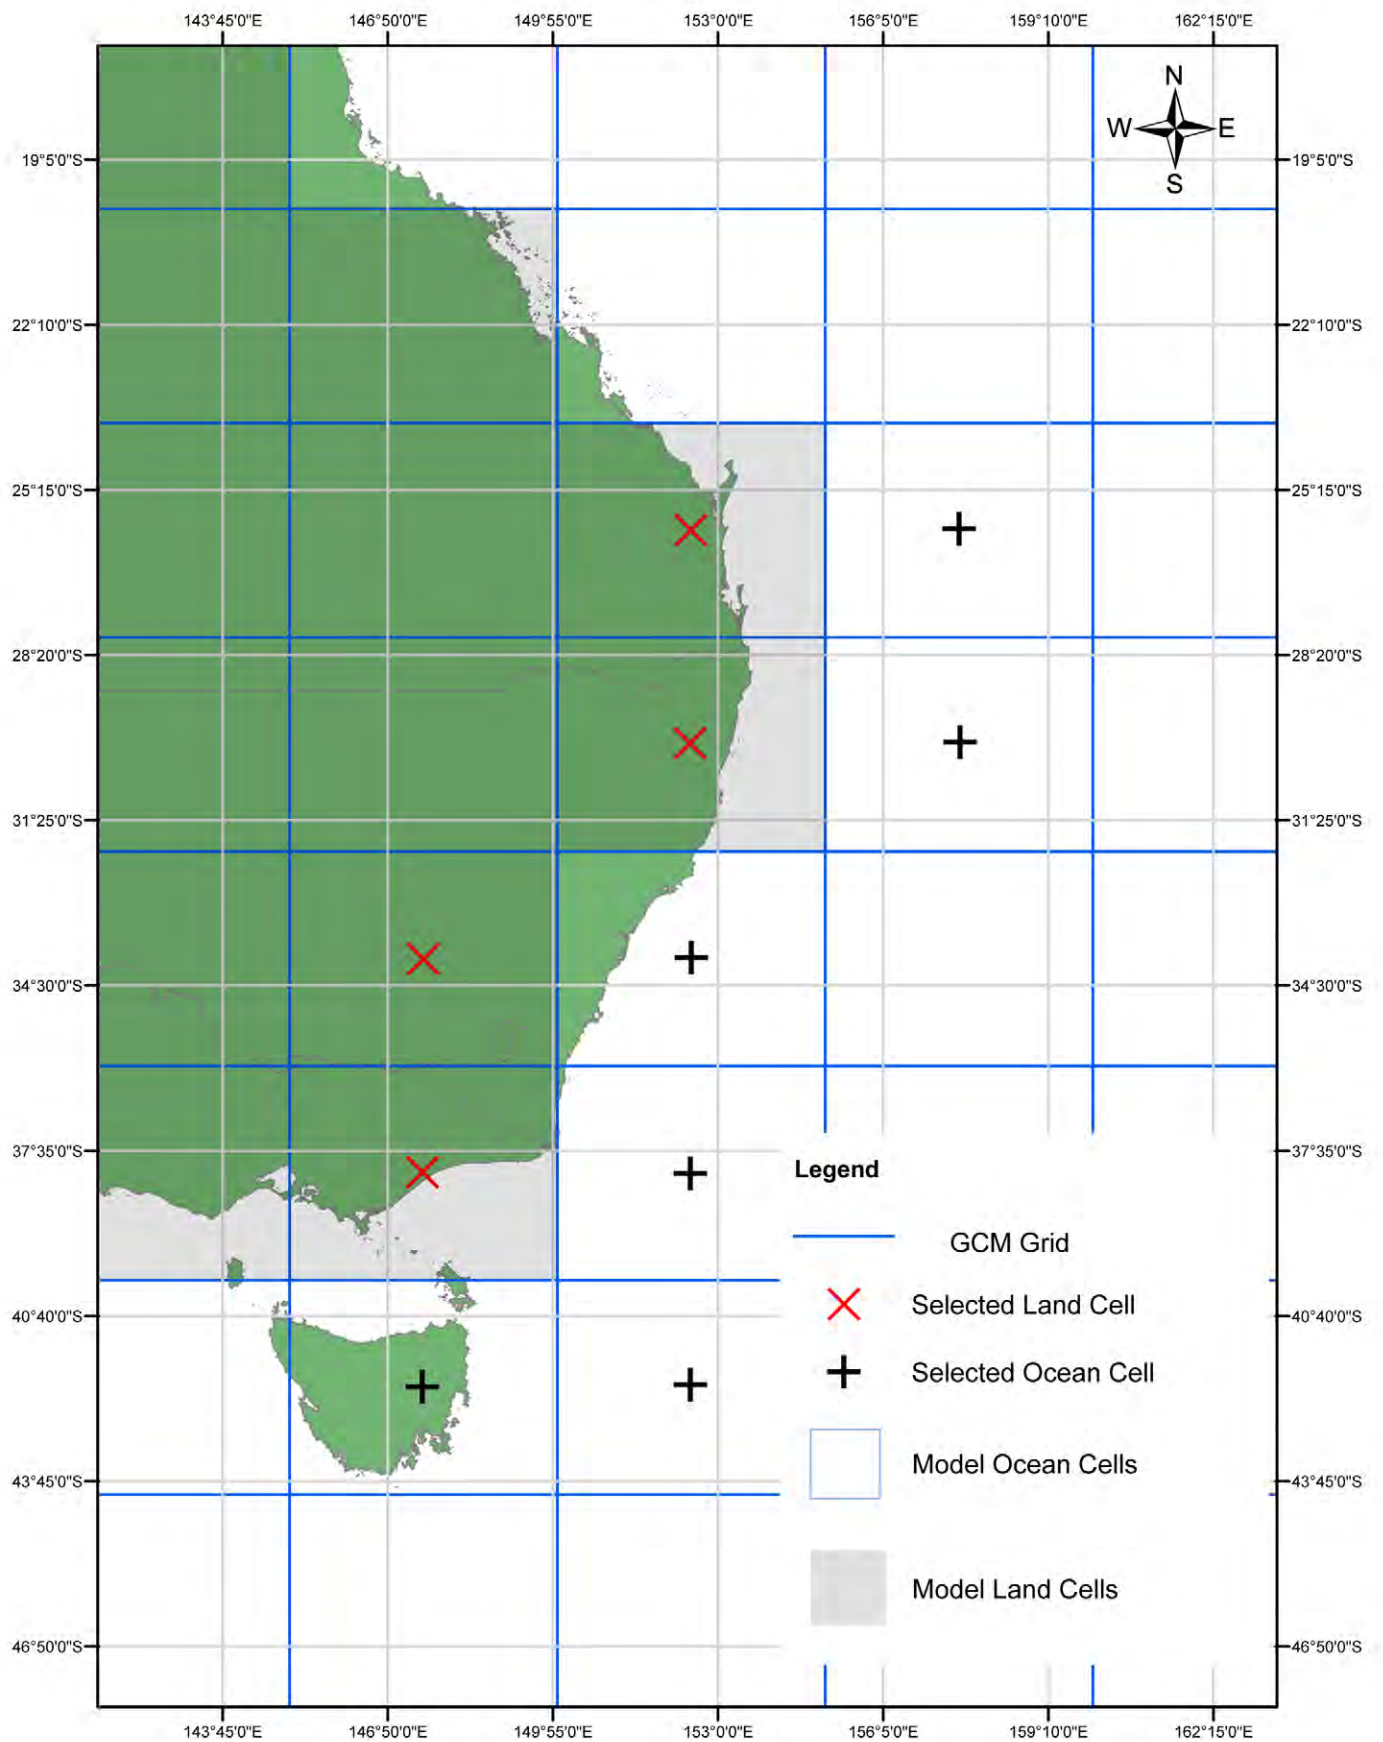 143°45'0"E 146°50'0"E 149°55'0"E 153°0'0"E 156°5'0"E 159°10'0"E 162°15'0"E
N
W E
S
19°5'0"S 19°5'0"S
22°10'0"S 22°10'0"S
25°15'0"S 25°15'0"S
28°20'0"S 28°20'0"S
31°25'0"S 31°25'0"S
34°30'0"S 34°30'0"S
37°35'0"S 37°35'0"S
Legend
GCM Grid
Selected Land Cell
40°40'0"S 40°40'0"S
Selected Ocean Cell
Model Ocean Cells
43°45'0"S 43°45'0"S
Model Land Cells
46°50'0"S 46°50'0"S
143°45'0"E 146°50'0"E 149°55'0"E 153°0'0"E 156°5'0"E 159°10'0"E 162°15'0"E